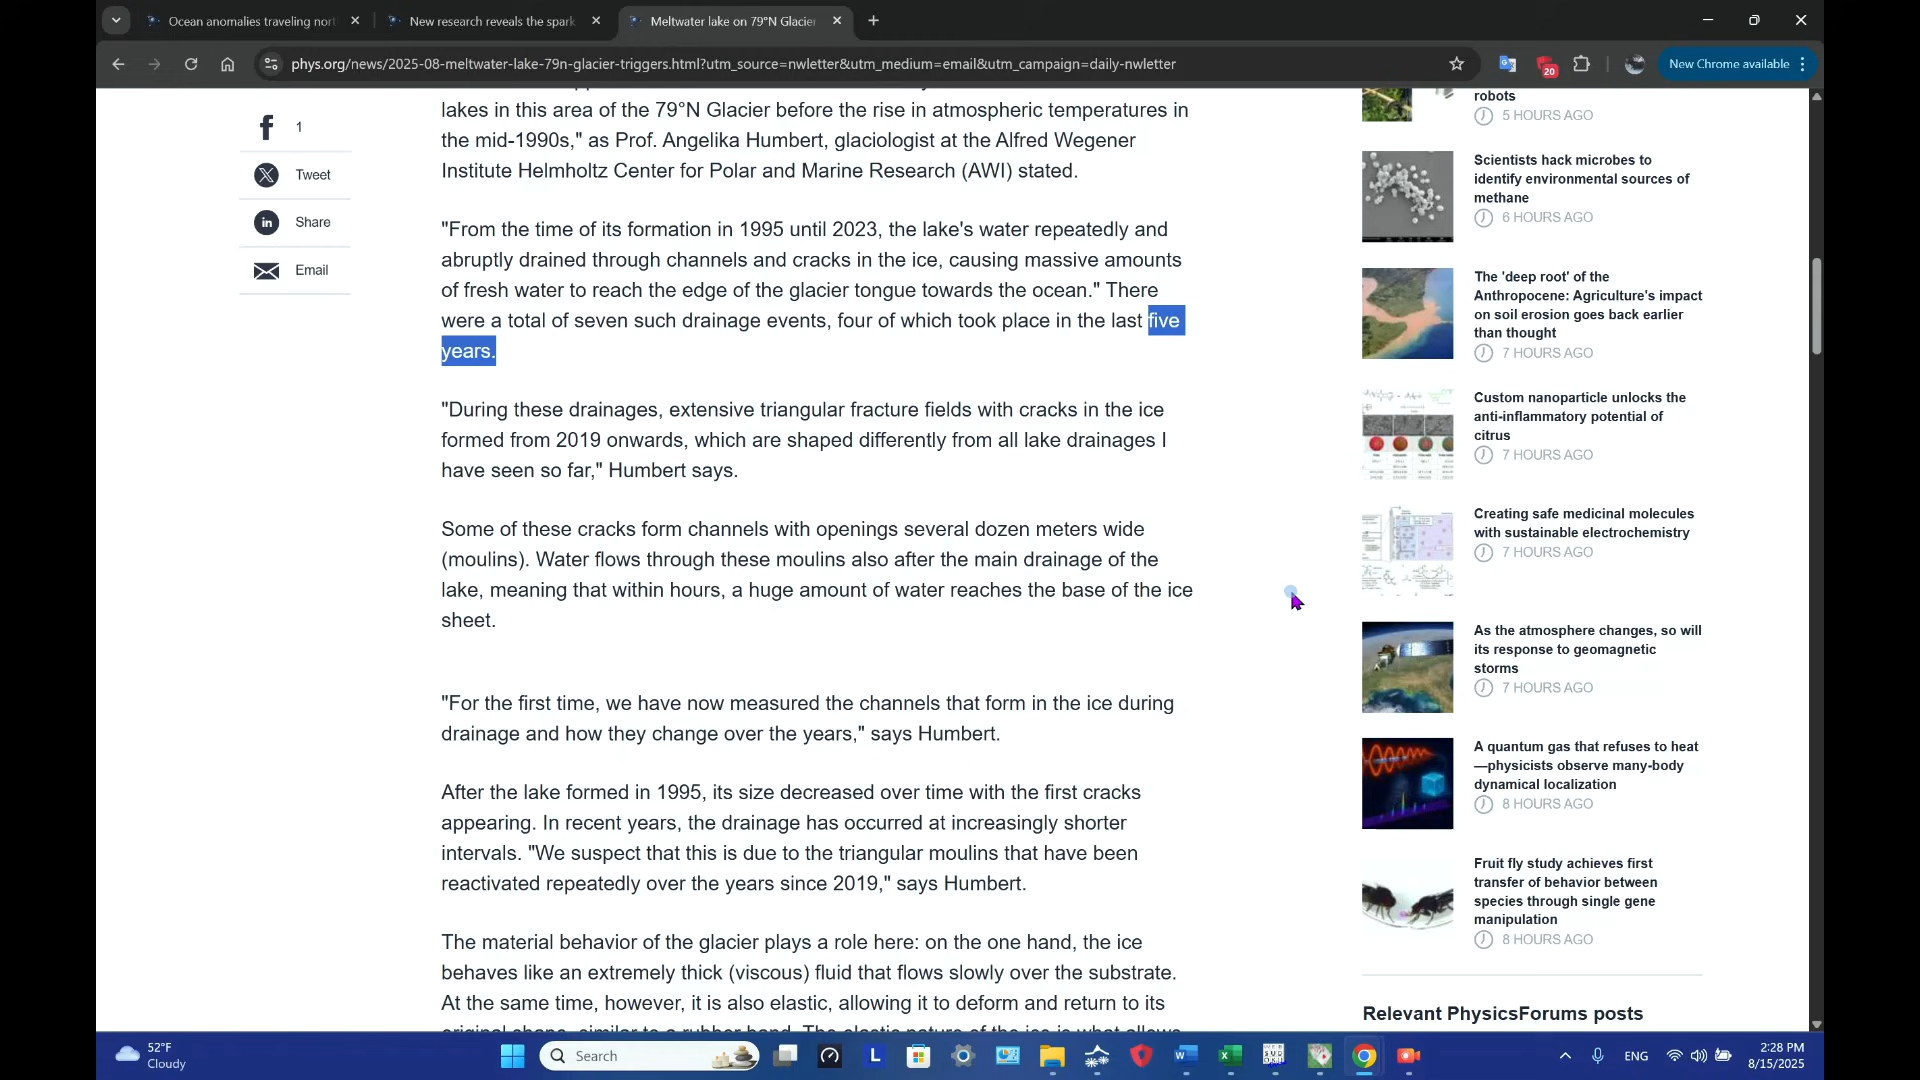 Ocean anomalies traveling nort
New research reveals the spark
Meltwater lake on 79°N Glacier
phys.org/news/2025-08-meltwater-lake-79n-glacier-triggers.html?utm_source=nwletter&utm_medium=email&utm_campaign=daily-nwletter
20
New Chrome available
1
Tweet
Share
Email
lakes in this area of the 79°N Glacier before the rise in atmospheric temperatures in
the mid-1990s," as Prof. Angelika Humbert, glaciologist at the Alfred Wegener
Institute Helmholtz Center for Polar and Marine Research (AWI) stated.
"From the time of its formation in 1995 until 2023, the lake's water repeatedly and
abruptly drained through channels and cracks in the ice, causing massive amounts
of fresh water to reach the edge of the glacier tongue towards the ocean." There
were a total of seven such drainage events, four of which took place in the last five
years.
"During these drainages, extensive triangular fracture fields with cracks in the ice
formed from 2019 onwards, which are shaped differently from all lake drainages I
have seen so far," Humbert says.
Some of these cracks form channels with openings several dozen meters wide
(moulins). Water flows through these moulins also after the main drainage of the
lake, meaning that within hours, a huge amount of water reaches the base of the ice
sheet.
"For the first time, we have now measured the channels that form in the ice during
drainage and how they change over the years," says Humbert.
After the lake formed in 1995, its size decreased over time with the first cracks
appearing. In recent years, the drainage has occurred at increasingly shorter
intervals. "We suspect that this is due to the triangular moulins that have been
reactivated repeatedly over the years since 2019," says Humbert.
The material behavior of the glacier plays a role here: on the one hand, the ice
behaves like an extremely thick (viscous) fluid that flows slowly over the substrate.
At the same time, however, it is also elastic, allowing it to deform and return to its
original shape, similar to a rubber band. The elastic nature of the ice is what allows
robots
5 HOURS AGO
Scientists hack microbes to
identify environmental sources of
methane
6 HOURS AGO
The 'deep root' of the
Anthropocene: Agriculture's impact
on soil erosion goes back earlier
than thought
7 HOURS AGO
Custom nanoparticle unlocks the
anti-inflammatory potential of
citrus
7 HOURS AGO
Creating safe medicinal molecules
with sustainable electrochemistry
7 HOURS AGO
As the atmosphere changes, so will
its response to geomagnetic
storms
7 HOURS AGO
A quantum gas that refuses to heat
—physicists observe many-body
dynamical localization
8 HOURS AGO
Fruit fly study achieves first
transfer of behavior between
species through single gene
manipulation
8 HOURS AGO
Relevant PhysicsForums posts
52°F
Cloudy
Search
L
ENG
2:28 PM
8/15/2025